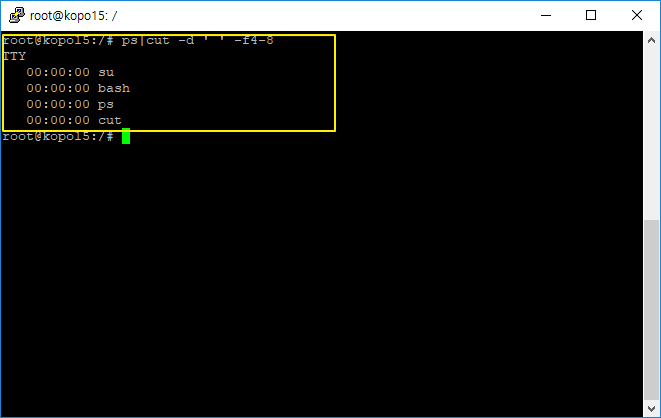 root@kopo15: /
root@kopo15:/# ps|cut -d ' ' -f4-8
TTY
   00:00:00 su
   00:00:00 bash
   00:00:00 ps
   00:00:00 cut
root@kopo15:/#